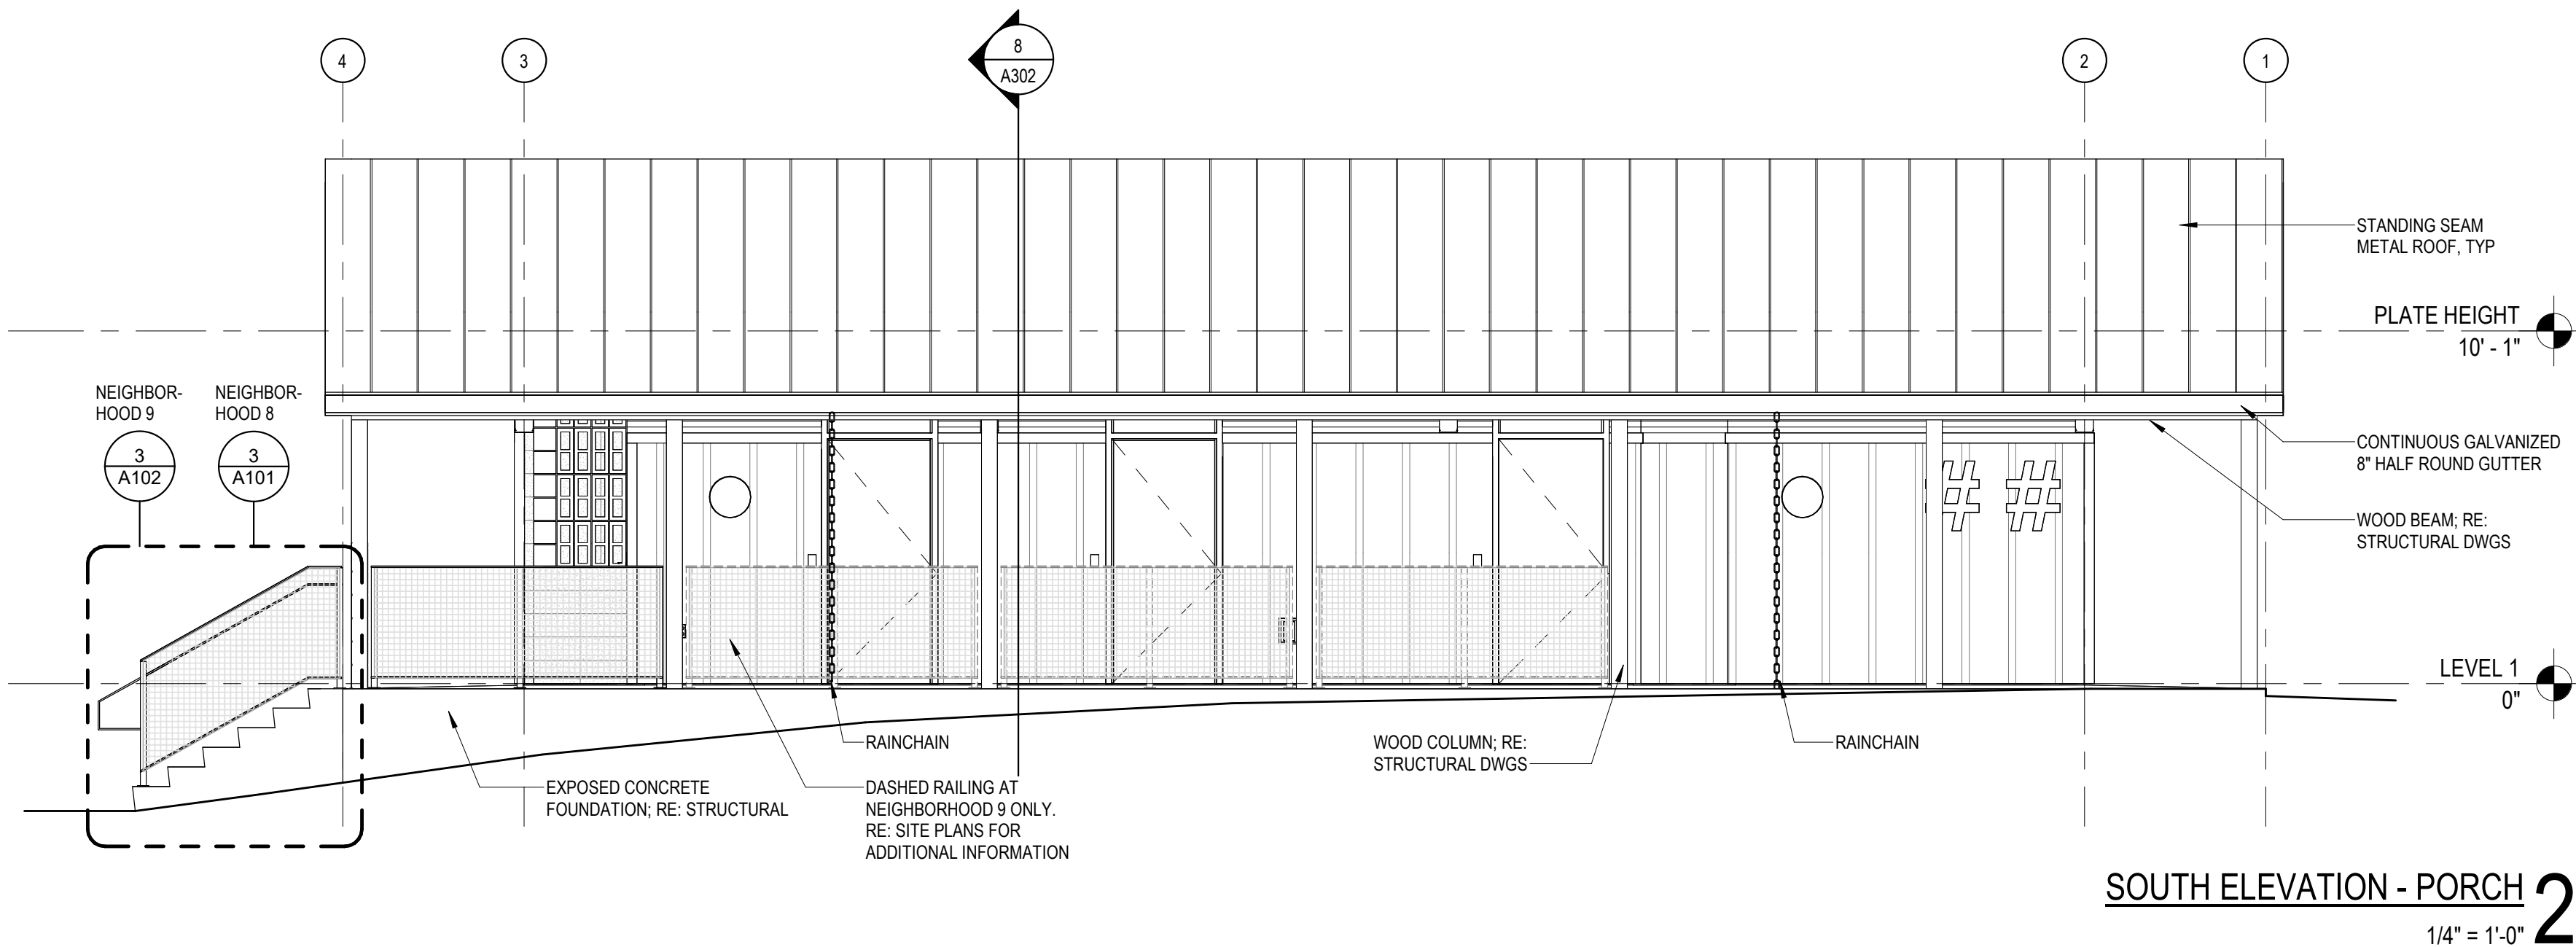 4
3
8
A302
2
1
STANDING SEAM
METAL ROOF, TYP
PLATE HEIGHT
10' - 1"
NEIGHBOR-
HOOD 9
NEIGHBOR-
HOOD 8
3
A102
3
A101
CONTINUOUS GALVANIZED
8" HALF ROUND GUTTER
##
WOOD BEAM; RE:
STRUCTURAL DWGS
LEVEL 1
0"
RAINCHAIN
WOOD COLUMN; RE:
STRUCTURAL DWGS
RAINCHAIN
EXPOSED CONCRETE
FOUNDATION; RE: STRUCTURAL
DASHED RAILING AT
NEIGHBORHOOD 9 ONLY.
RE: SITE PLANS FOR
ADDITIONAL INFORMATION
SOUTH ELEVATION - PORCH
2
1/4" = 1'-0"